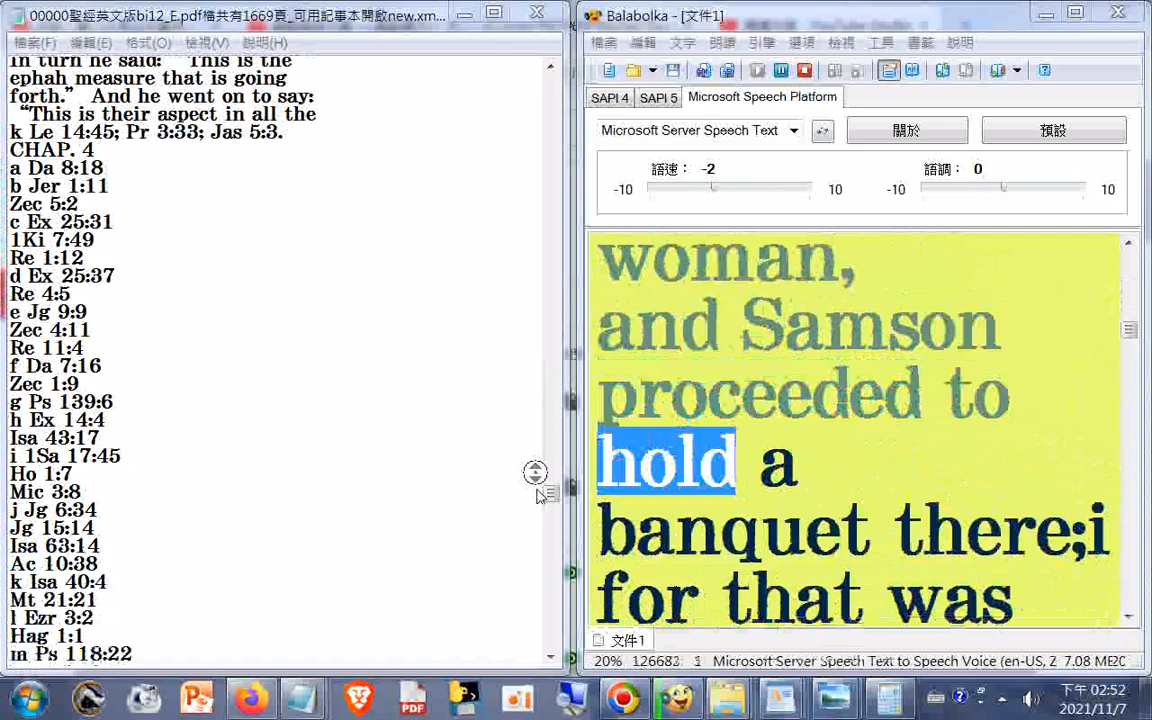 00000聖經英文版bi12_E.pdf檔共有1669頁_可用記事本開啟new.xm...
檔案(F) 編輯(E) 格式(O) 檢視(V) 說明(H)
in turn he said: “This is the
ephah measure that is going
forth.” And he went on to say:
“This is their aspect in all the
k Le 14:45; Pr 3:33; Jas 5:3.
CHAP. 4
a Da 8:18
b Jer 1:11
Zec 5:2
c Ex 25:31
1Ki 7:49
Re 1:12
d Ex 25:37
Re 4:5
e Jg 9:9
Zec 4:11
Re 11:4
f Da 7:16
Zec 1:9
g Ps 139:6
h Ex 14:4
Isa 43:17
i 1Sa 17:45
Ho 1:7
Mic 3:8
j Jg 6:34
Jg 15:14
Isa 63:14
Ac 10:38
k Isa 40:4
Mt 21:21
l Ezr 3:2
Hag 1:1
m Ps 118:22
Balabolka - [文件1]
檔案 編輯 文字 朗讀 引擎 選項 檢視 工具 書籤 說明
SAPI 4 SAPI 5 Microsoft Speech Platform
Microsoft Server Speech Text 關於 預設
語速： -2 語調： 0
-10 10 -10 10
woman,
and Samson
proceeded to
hold a
banquet there;i
for that was
文件1
20% 126682: 1 Microsoft Server Speech Text to Speech Voice (en-US, Z 7.08 ME
PDF
下午 02:52
2021/11/7